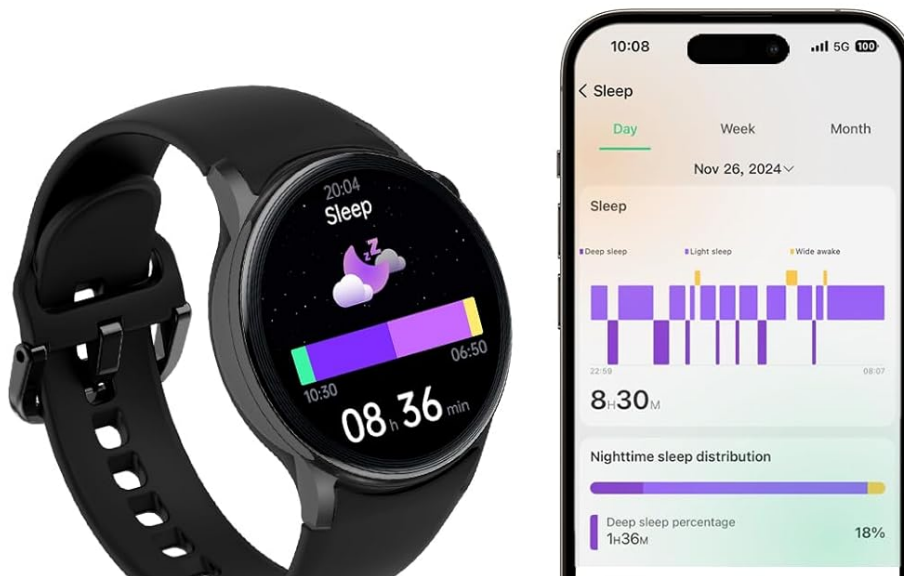 20:04
Sleep
10:30
06:50
08 h 36 min
10:08
5G 100
Sleep
Day Week Month
Nov 26, 2024
Sleep
Deep sleep Light sleep Wide awake
22:59 08:07
8H30M
Nighttime sleep distribution
Deep sleep percentage
1H36M 18%